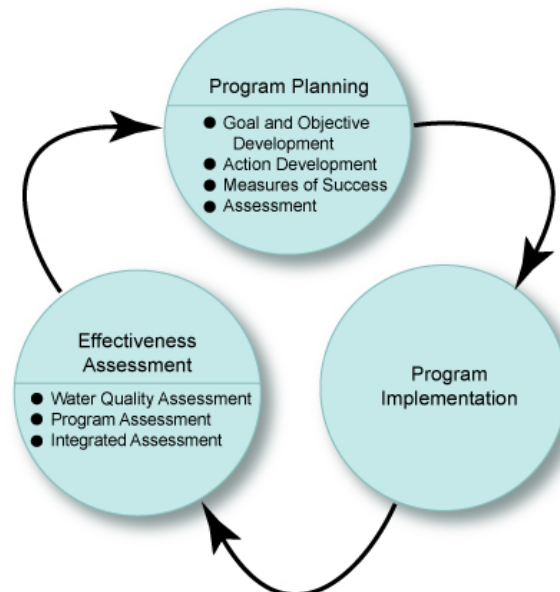 Program Planning
● Goal and Objective
Development
● Action Development
● Measures of Success
● Assessment
Effectiveness
Assessment
● Water Quality Assessment
● Program Assessment
● Integrated Assessment
Program
Implementation